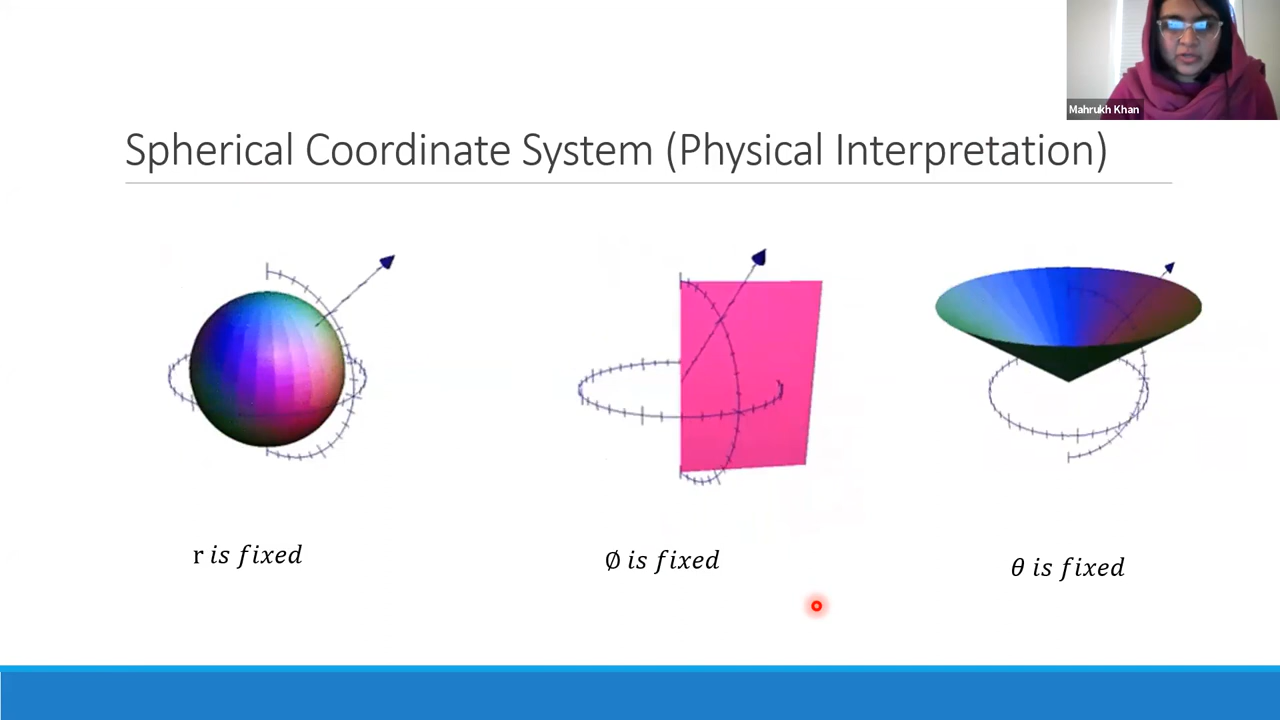 Mahrukh Khan
Spherical Coordinate System (Physical Interpretation)
r is fixed
∅ is fixed
θ is fixed